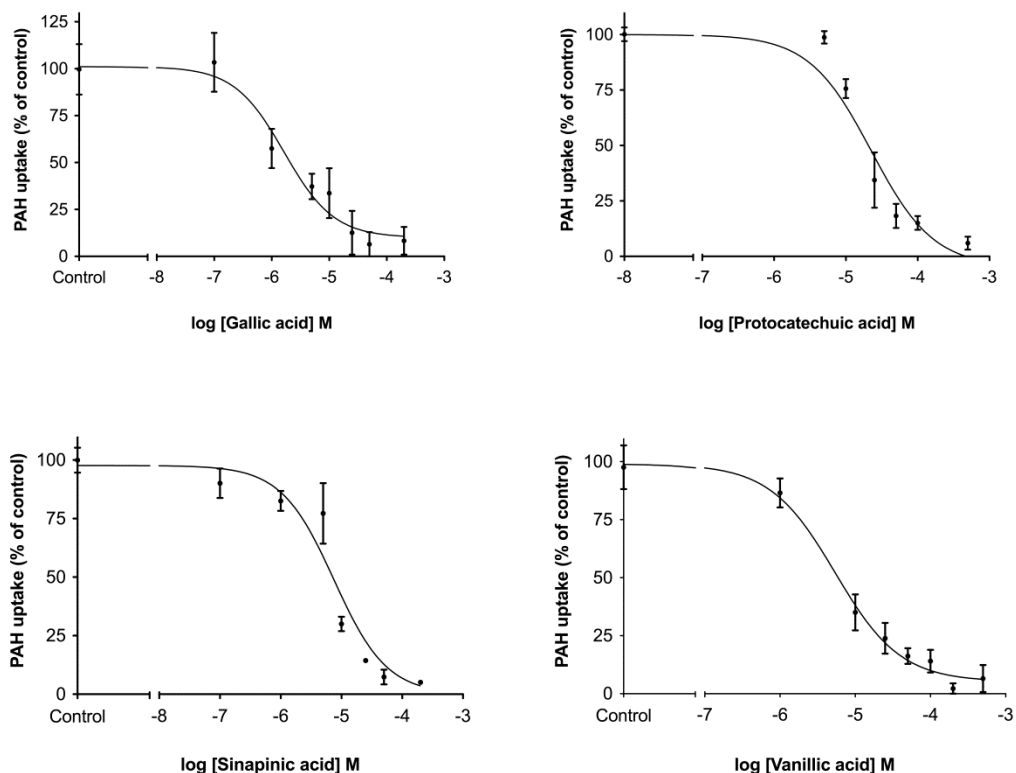 PAH uptake (% of control)
125
100
75
50
25
0
Control
-8 -7 -6 -5 -4 -3
log [Gallic acid] M
PAH uptake (% of control)
100
75
50
25
0
-8 -7 -6 -5 -4 -3
log [Protocatechuic acid] M
PAH uptake (% of control)
100
75
50
25
0
Control -8 -7 -6 -5 -4 -3
log [Sinapinic acid] M
PAH uptake (% of control)
100
75
50
25
0
Control -7 -6 -5 -4 -3
log [Vanillic acid] M